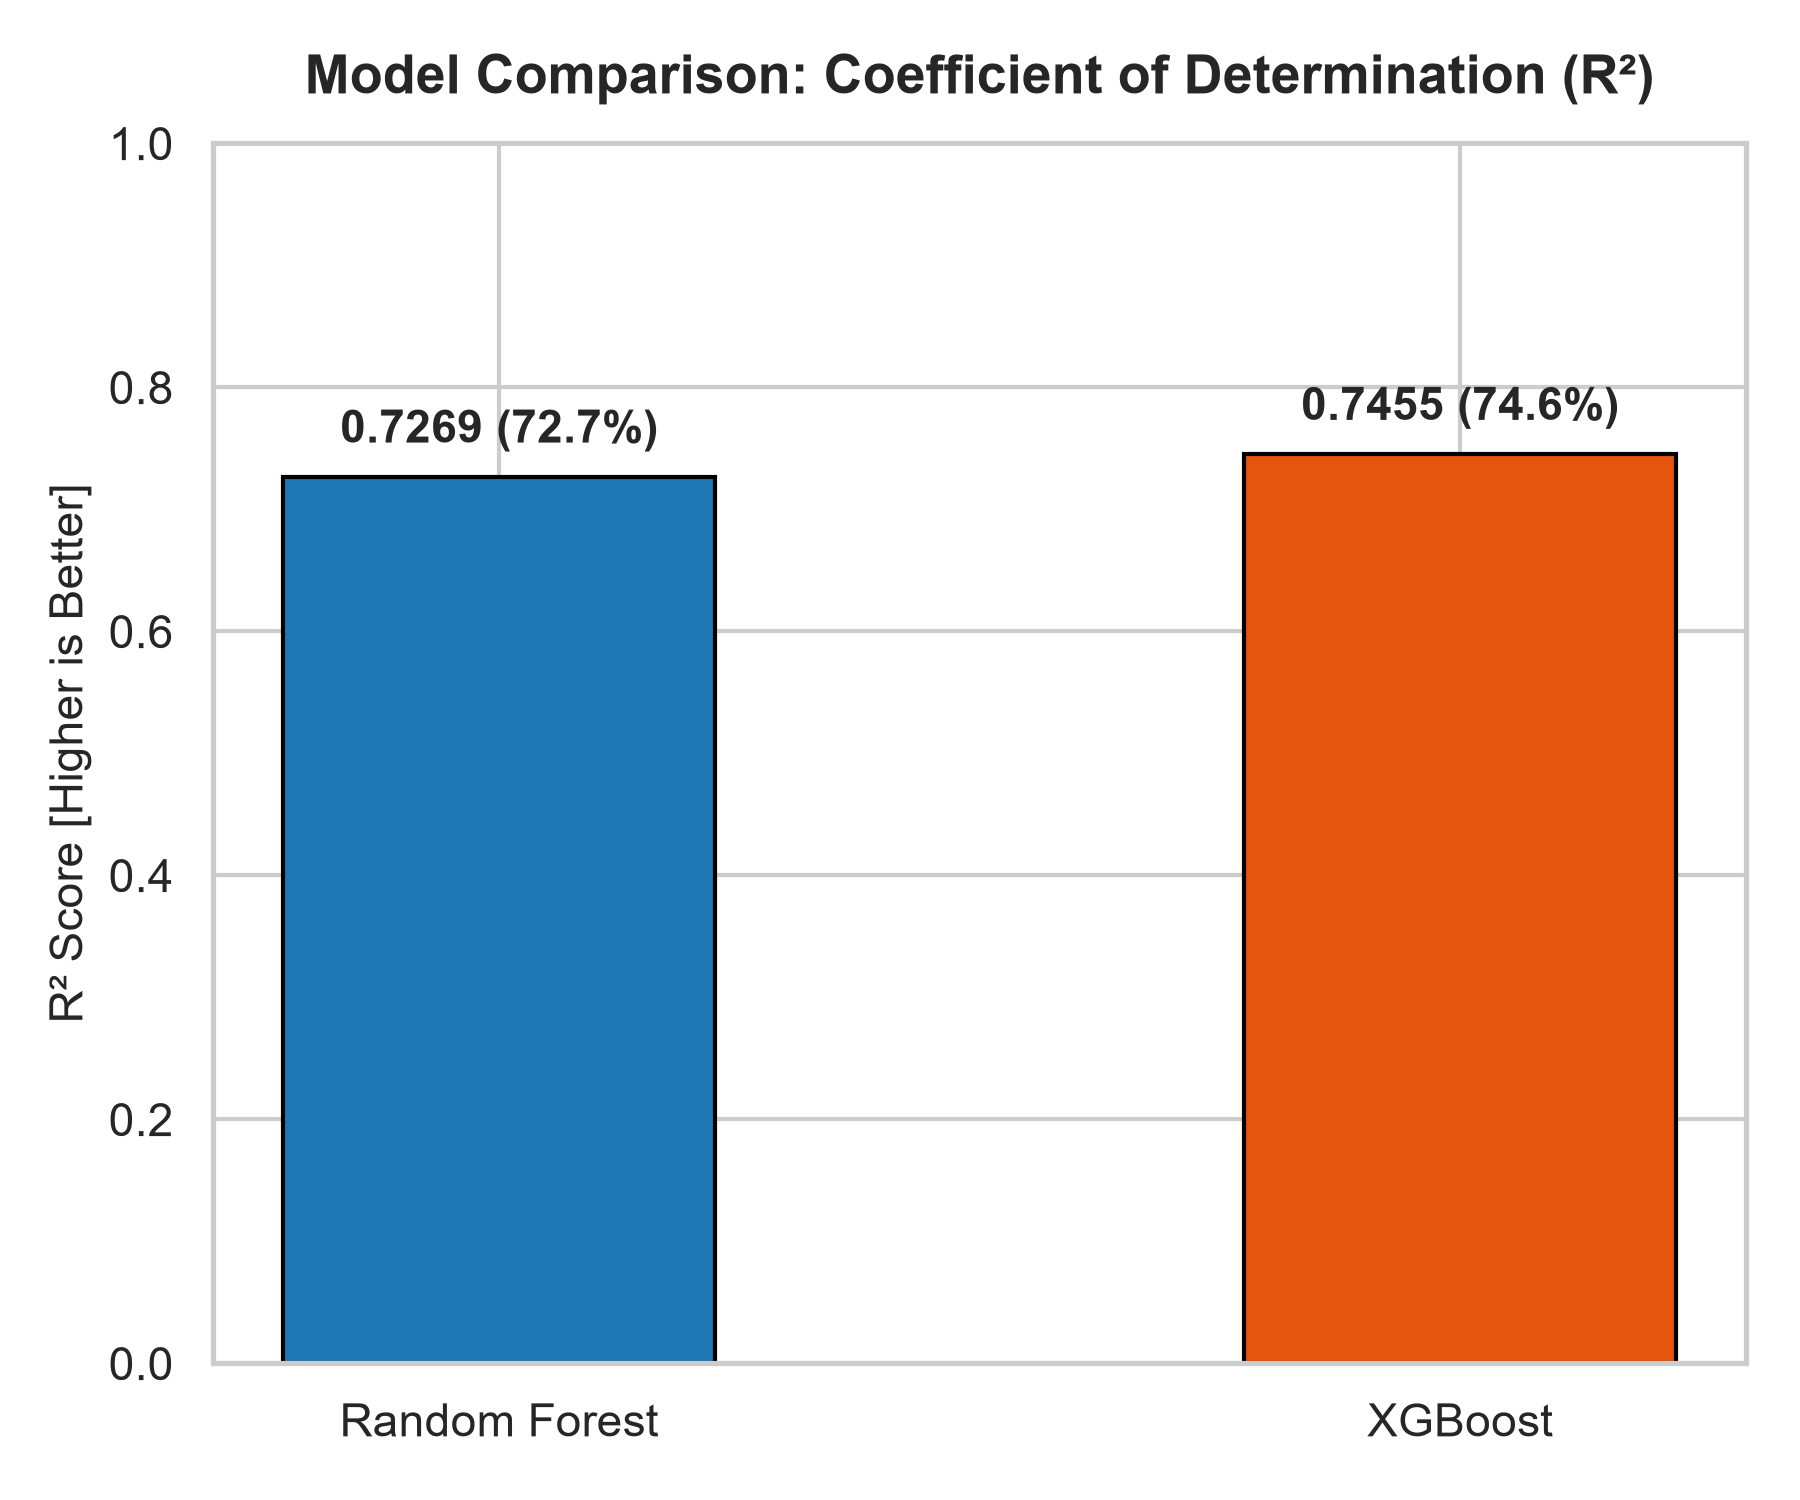 Model Comparison: Coefficient of Determination (R²)
1.0
0.8
0.6
0.4
0.2
0.0
R² Score [Higher is Better]
0.7269 (72.7%)
0.7455 (74.6%)
Random Forest
XGBoost